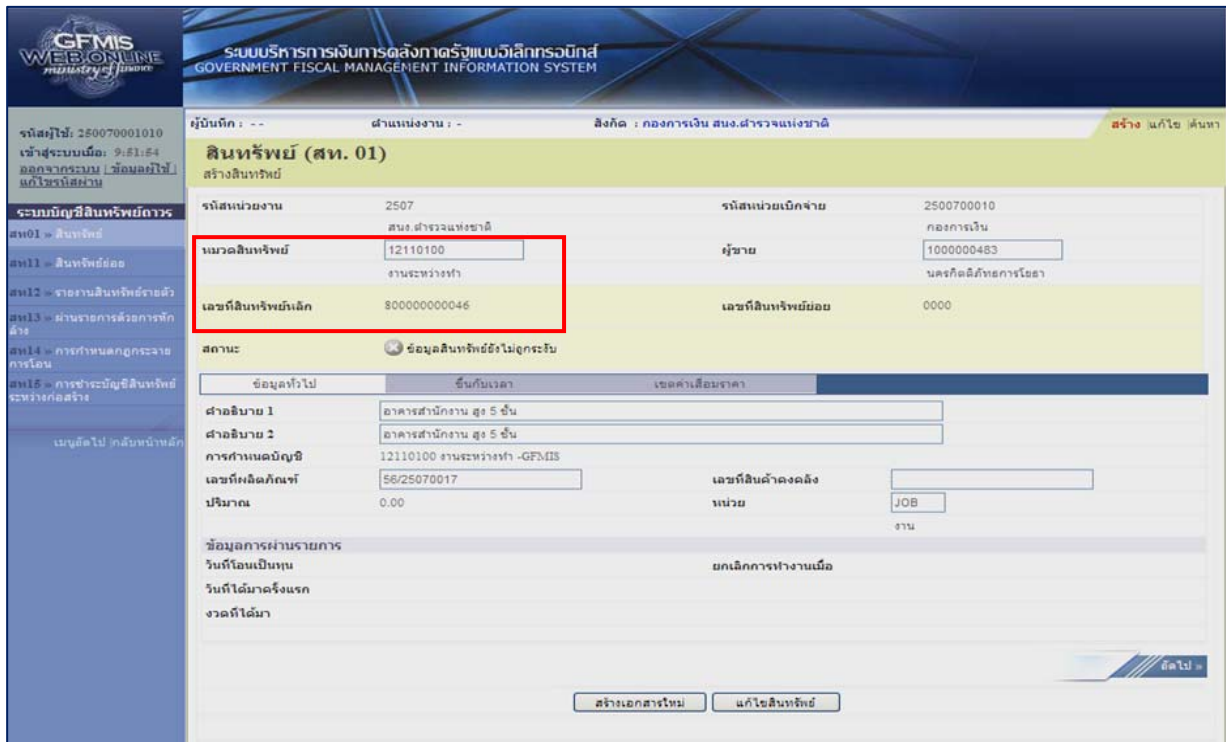 GFMIS
WEB ONLINE
ministry of finance
ระบบบริหารการเงินการคลังภาครัฐแบบอิเล็กทรอนิกส์
GOVERNMENT FISCAL MANAGEMENT INFORMATION SYSTEM
รหัสผู้ใช้: 250070001010
เข้าสู่ระบบเมื่อ: 9:51:54
ออกจากระบบ | ข้อมูลผู้ใช้ |
แก้ไขรหัสผ่าน
ระบบบัญชีสินทรัพย์ถาวร
สท01 » สินทรัพย์
สท11 » สินทรัพย์ย่อย
สท12 » รายงานสินทรัพย์รายตัว
สท13 » ผ่านรายการด้วยการหักล้าง
สท14 » การกำหนดกฎกระจายการโอน
สท15 » การชำระบัญชีสินทรัพย์ระหว่างก่อสร้าง
เมนูถัดไป |กลับหน้าหลัก
ผู้บันทึก : - - ตำแหน่งงาน : - สังกัด : กองการเงิน สนง.ตำรวจแห่งชาติ สร้าง |แก้ไข |ค้นหา
สินทรัพย์ (สท. 01)
สร้างสินทรัพย์
รหัสหน่วยงาน 2507 รหัสหน่วยเบิกจ่าย 2500700010
สนง.ตำรวจแห่งชาติ กองการเงิน
หมวดสินทรัพย์ 12110100 ผู้ขาย 1000000483
งานระหว่างทำ นครกิตติภัทธการโยธา
เลขที่สินทรัพย์หลัก 800000000046 เลขที่สินทรัพย์ย่อย 0000
สถานะ ข้อมูลสินทรัพย์ยังไม่ถูกระงับ
ข้อมูลทั่วไป ขึ้นกับเวลา เขตค่าเสื่อมราคา
คำอธิบาย 1 อาคารสำนักงาน สูง 5 ชั้น
คำอธิบาย 2 อาคารสำนักงาน สูง 5 ชั้น
การกำหนดบัญชี 12110100 งานระหว่างทำ -GFMIS
เลขที่ผลิตภัณฑ์ 56/25070017 เลขที่สินค้าคงคลัง
ปริมาณ 0.00 หน่วย JOB
งาน
ข้อมูลการผ่านรายการ
วันที่โอนเป็นทุน ยกเลิกการทำงานเมื่อ
วันที่ได้มาครั้งแรก
งวดที่ได้มา
ถัดไป »
สร้างเอกสารใหม่ แก้ไขสินทรัพย์